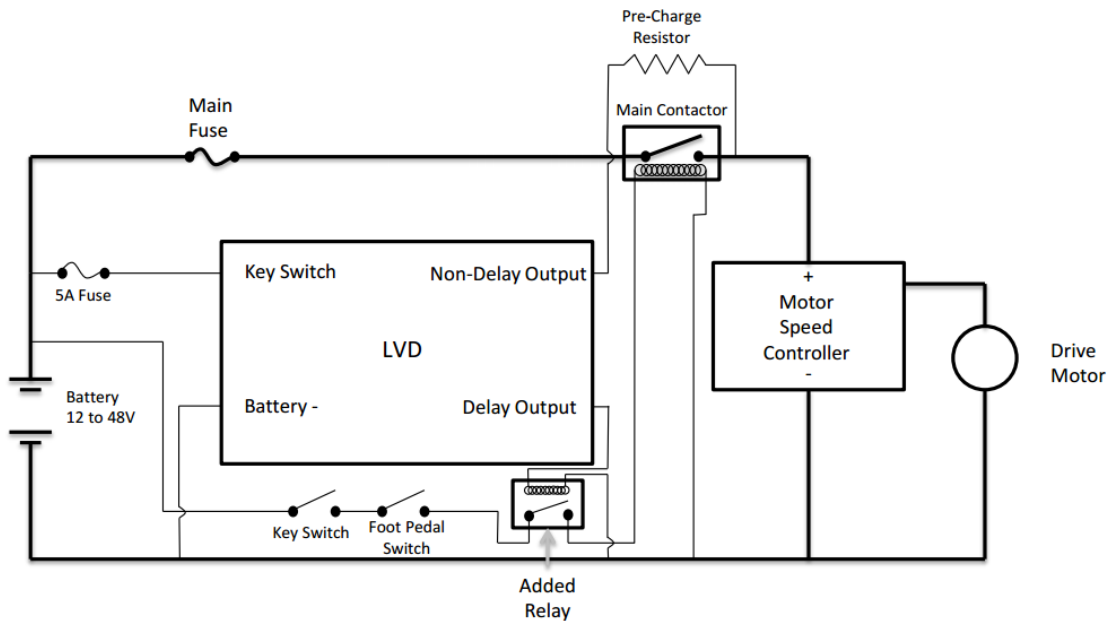 Pre-Charge
Resistor
Main Contactor
Main
Fuse
Key Switch
Non-Delay Output
5A Fuse
+
Motor
Speed
Controller
-
LVD
Drive
Motor
Battery
12 to 48V
Battery -
Delay Output
Key Switch
Foot Pedal
Switch
Added
Relay